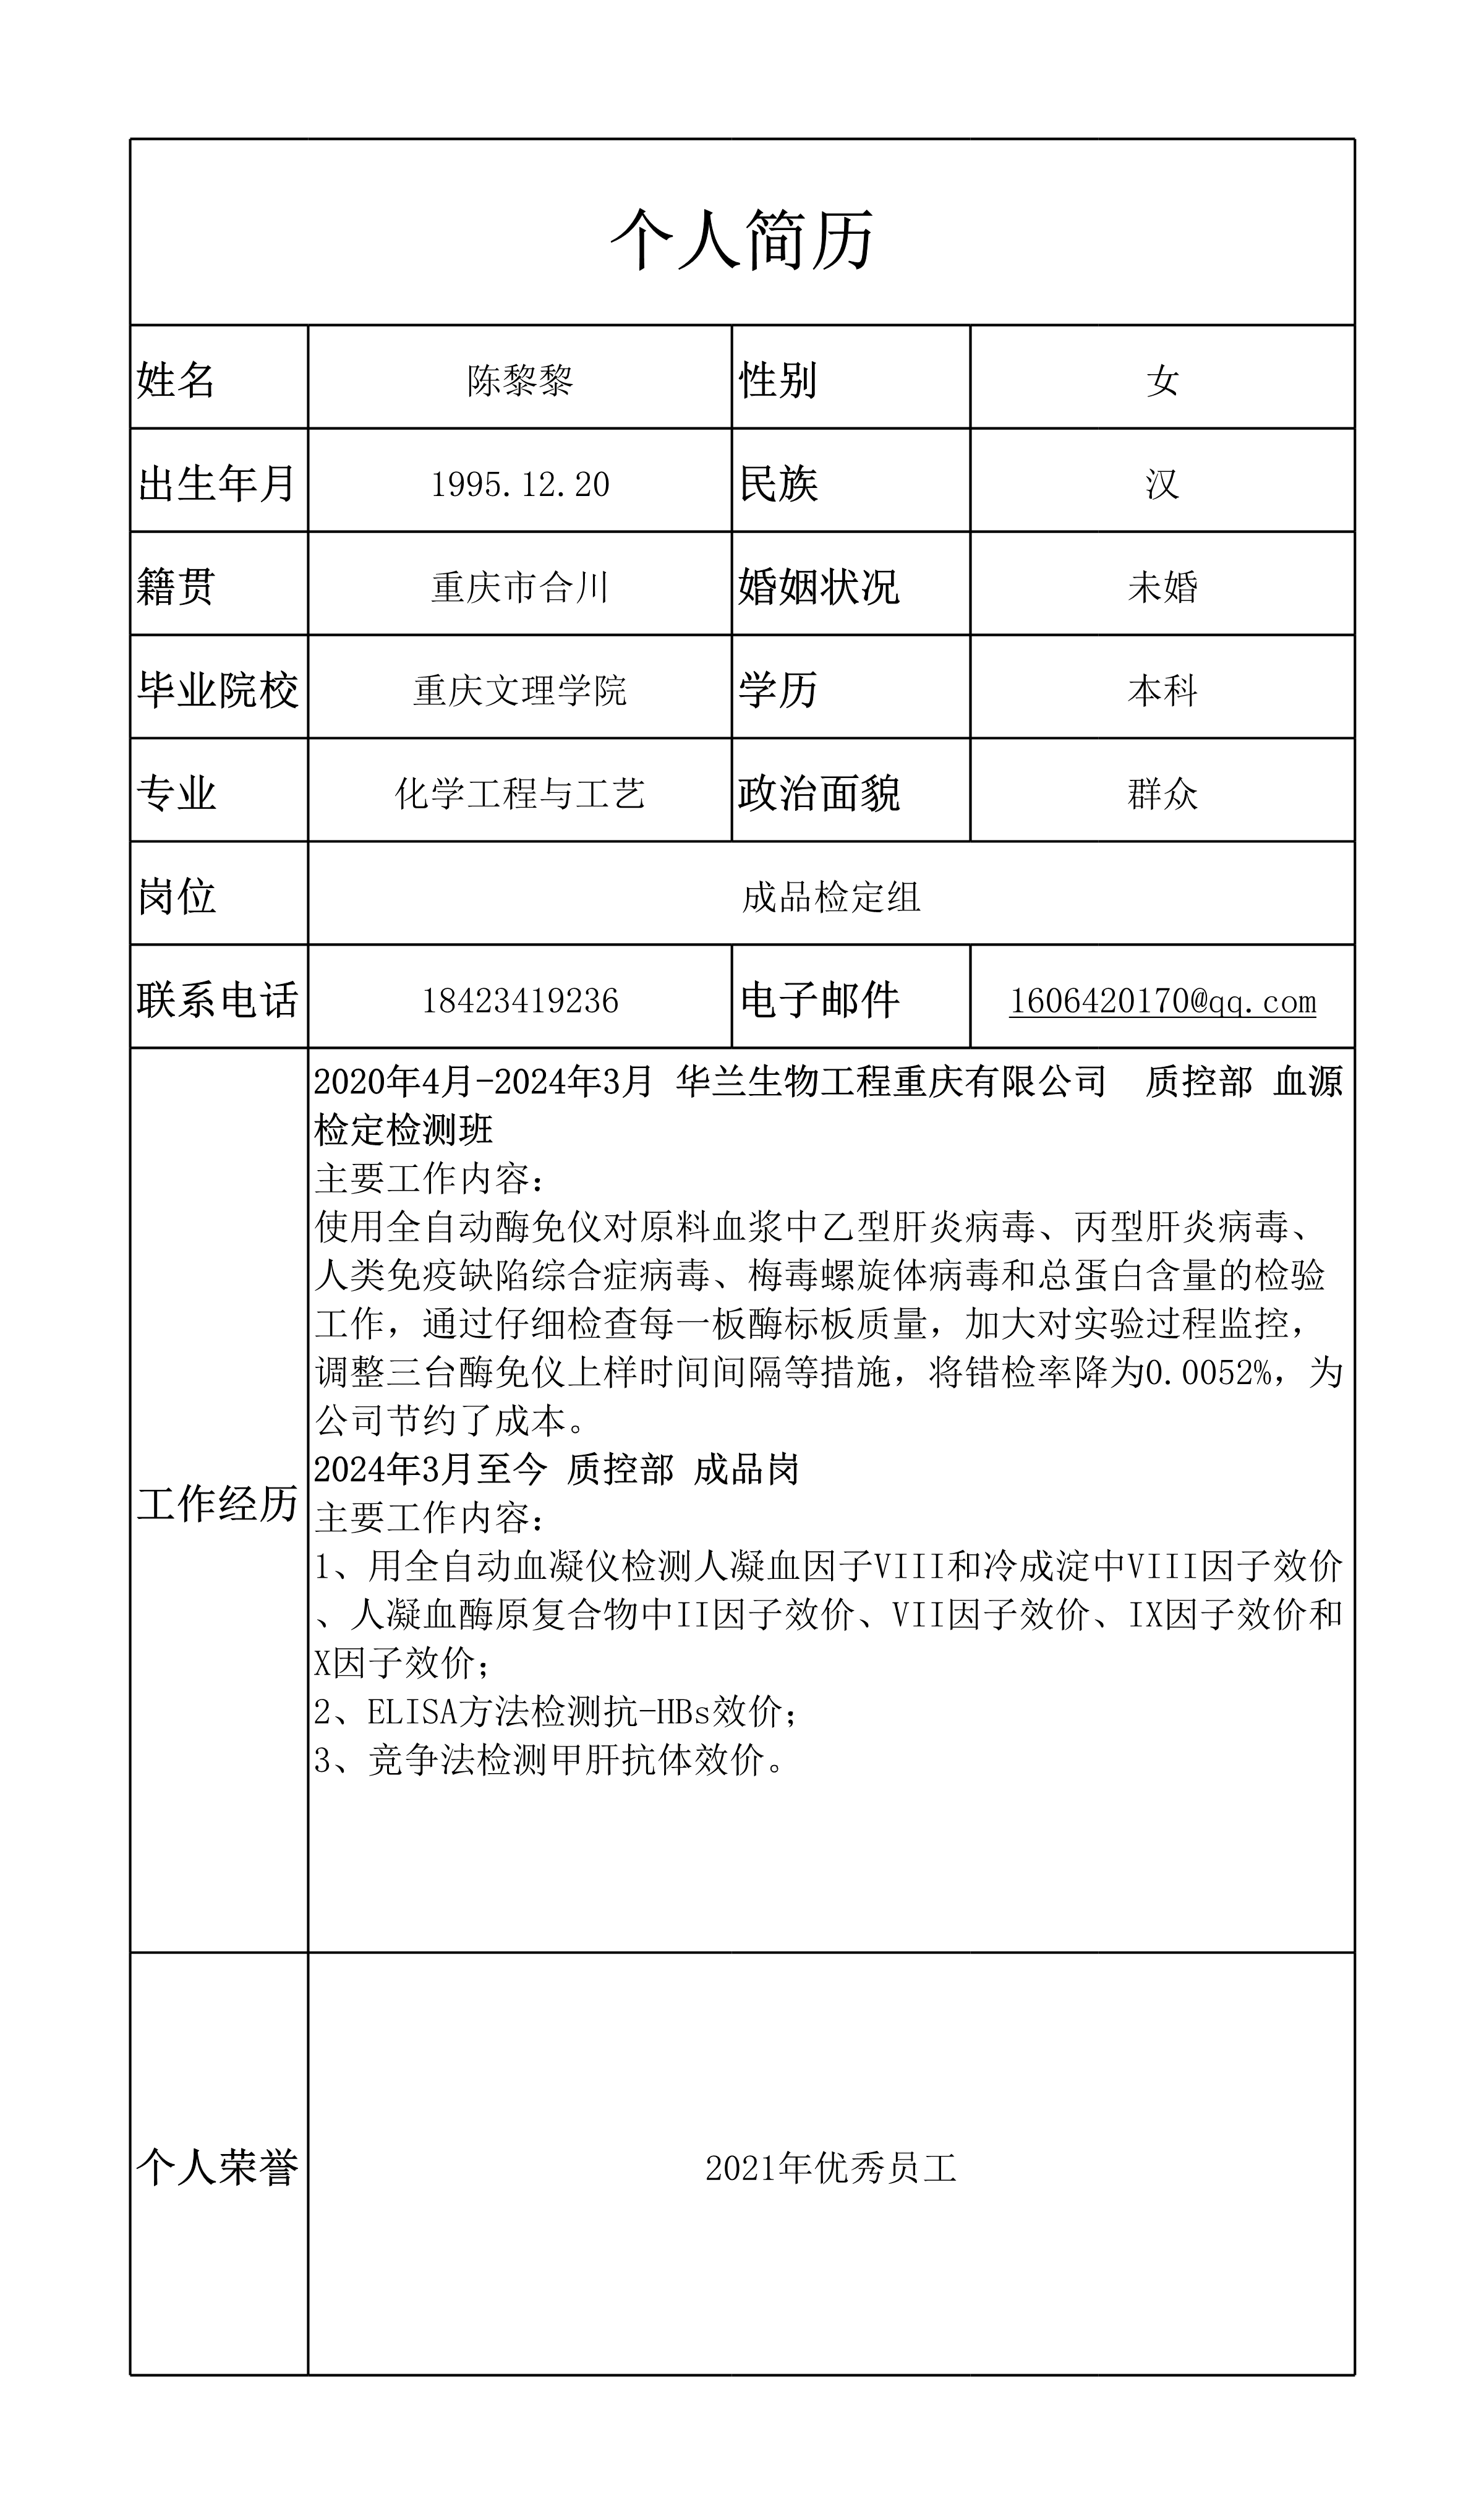 个人简历
姓名 陈黎黎 性别 女
出生年月 1995.12.20 民族 汉
籍贯 重庆市合川 婚姻状况 未婚
毕业院校 重庆文理学院 学历 本科
专业 化学工程与工艺 政治面貌 群众
岗位 成品检定组
联系电话 18423419236 电子邮件 1606420170@qq.com
工作经历
2020年4月-2024年3月 华兰生物工程重庆有限公司  质控部 血源
检定检测班
主要工作内容：
使用全自动酶免仪对原料血浆中乙型肝炎病毒、丙型肝炎病毒、
人类免疫缺陷综合症病毒、梅毒螺旋体病毒和总蛋白含量的检验
工作，通过仔细检查每一板酶标板质量，加大对实验过程监控，
调整三台酶免仪上样时间间隔等措施，将错检率降为0.0052%，为
公司节约了成本。
2024年3月至今 质控部 成品岗
主要工作内容：
1、用全自动血凝仪检测人凝血因子VIII和冷成淀中VIII因子效价
、人凝血酶原复合物中II因子效价、VII因子效价、IX因子效价和
X因子效价；
2、ELISA方法检测抗-HBs效价；
3、竞争法检测甲肝抗体效价。
个人荣誉 2021年优秀员工